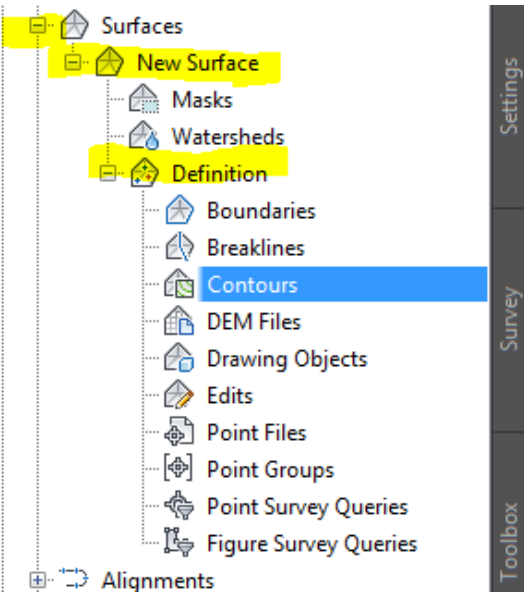 Surfaces
New Surface
Masks
Watersheds
Definition
Boundaries
Breaklines
Contours
DEM Files
Drawing Objects
Edits
Point Files
Point Groups
Point Survey Queries
Figure Survey Queries
Alignments
Settings
Survey
Toolbox